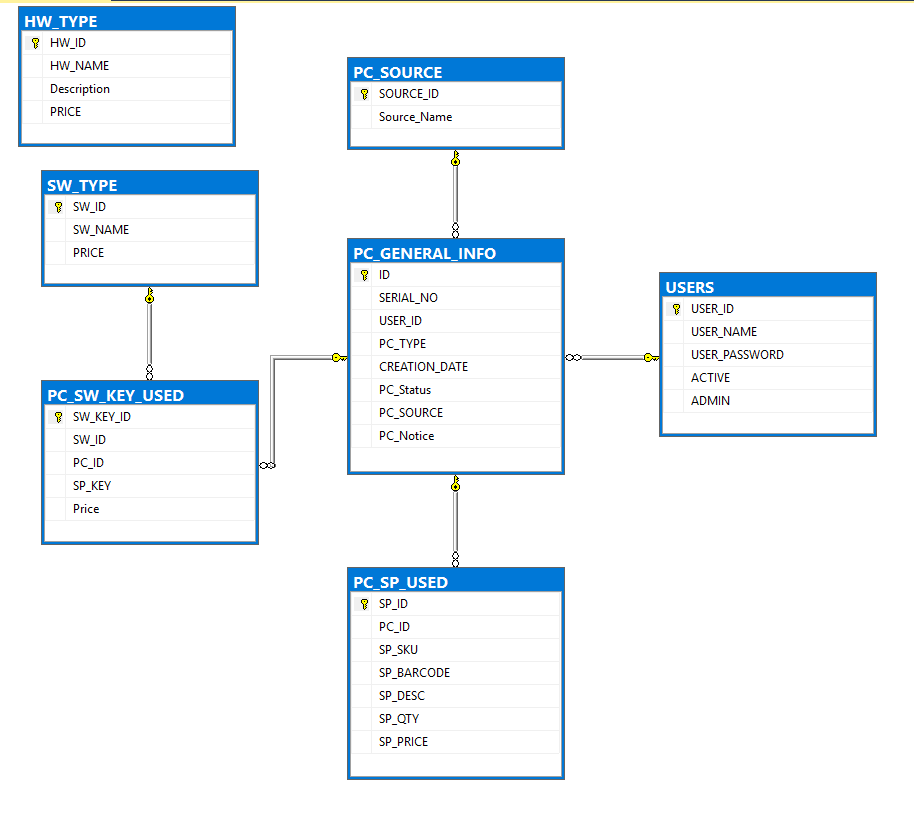 HW_TYPE
HW_ID
HW_NAME
Description
PRICE
SW_TYPE
SW_ID
SW_NAME
PRICE
PC_SW_KEY_USED
SW_KEY_ID
SW_ID
PC_ID
SP_KEY
Price
PC_SOURCE
SOURCE_ID
Source_Name
PC_GENERAL_INFO
ID
SERIAL_NO
USER_ID
PC_TYPE
CREATION_DATE
PC_Status
PC_SOURCE
PC_Notice
PC_SP_USED
SP_ID
PC_ID
SP_SKU
SP_BARCODE
SP_DESC
SP_QTY
SP_PRICE
USERS
USER_ID
USER_NAME
USER_PASSWORD
ACTIVE
ADMIN